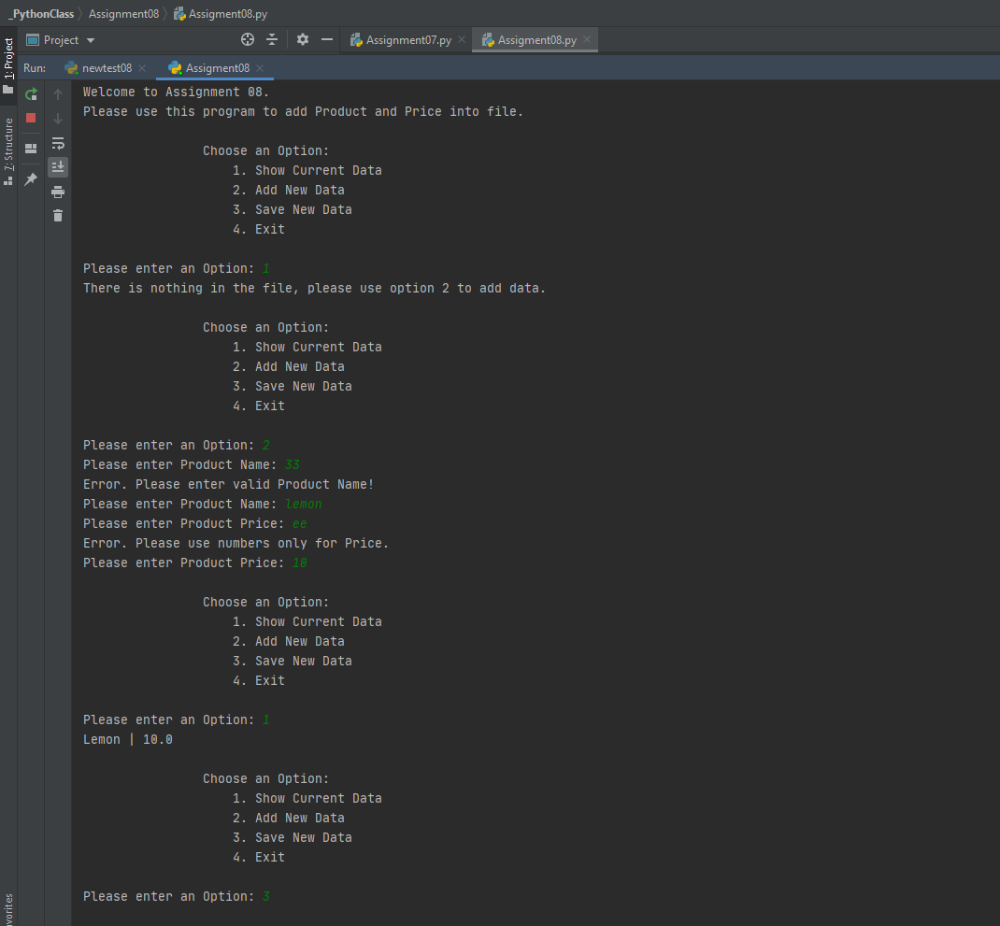 _PythonClass Assignment08 Assigment08.py
1: Project
Project Assignment07.py Assigment08.py
Run: newtest08 Assigment08
7: Structure
Welcome to Assignment 08.
Please use this program to add Product and Price into file.
Choose an Option:
1. Show Current Data
2. Add New Data
3. Save New Data
4. Exit
Please enter an Option: 1
There is nothing in the file, please use option 2 to add data.
Choose an Option:
1. Show Current Data
2. Add New Data
3. Save New Data
4. Exit
Please enter an Option: 2
Please enter Product Name: 33
Error. Please enter valid Product Name!
Please enter Product Name: lemon
Please enter Product Price: ee
Error. Please use numbers only for Price.
Please enter Product Price: 10
Choose an Option:
1. Show Current Data
2. Add New Data
3. Save New Data
4. Exit
Please enter an Option: 1
Lemon | 10.0
Choose an Option:
1. Show Current Data
2. Add New Data
3. Save New Data
4. Exit
Please enter an Option: 3
vorites